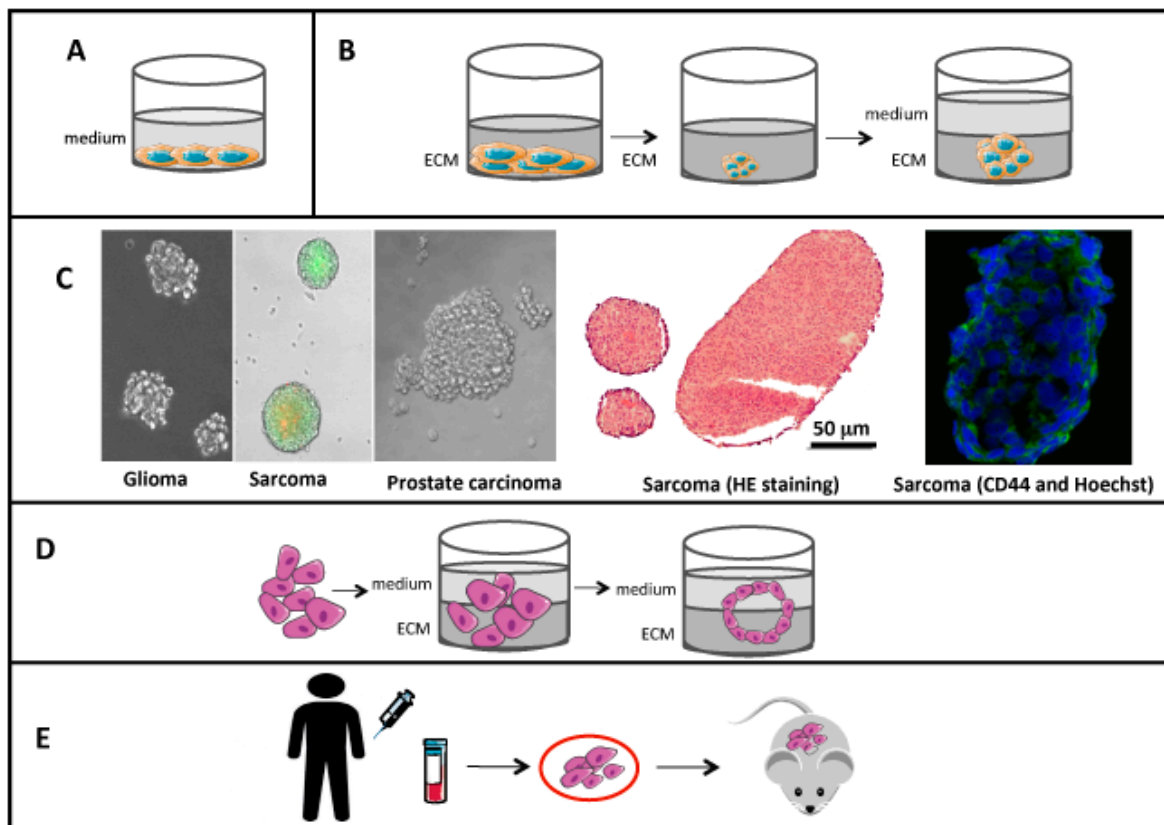 A
medium
B
ECM
ECM
medium
ECM
C
Glioma
Sarcoma
Prostate carcinoma
50 μm
Sarcoma (HE staining)
Sarcoma (CD44 and Hoechst)
D
medium
ECM
medium
ECM
E